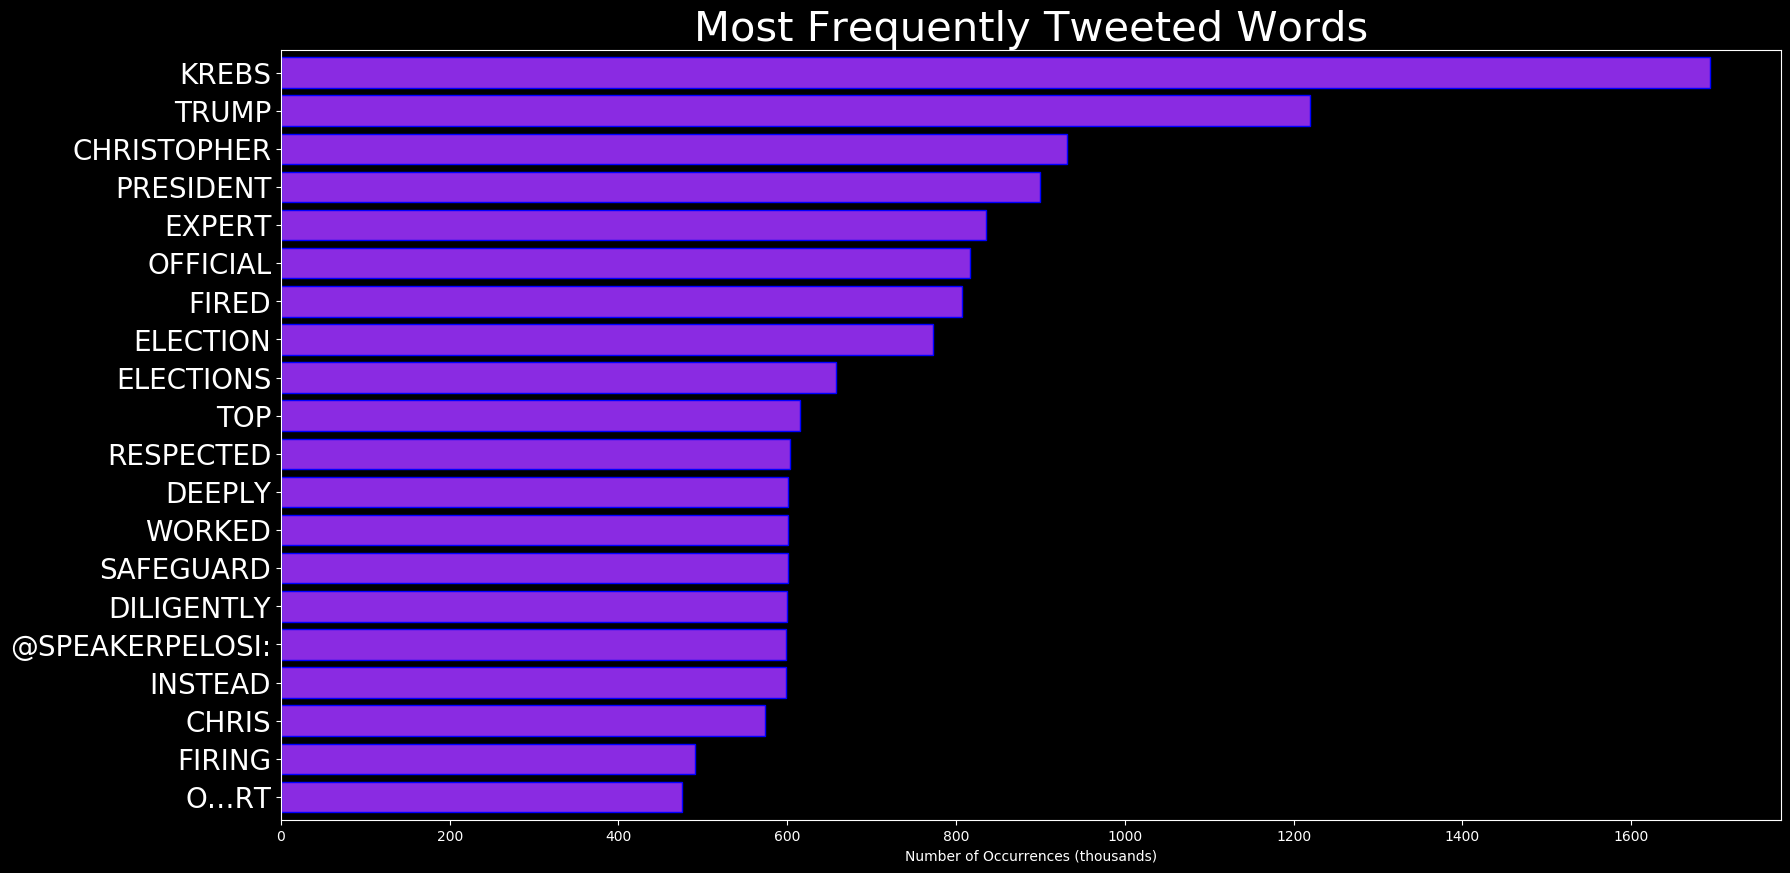 Most Frequently Tweeted Words
KREBS
TRUMP
CHRISTOPHER
PRESIDENT
EXPERT
OFFICIAL
FIRED
ELECTION
ELECTIONS
TOP
RESPECTED
DEEPLY
WORKED
SAFEGUARD
DILIGENTLY
@SPEAKERPELOSI:
INSTEAD
CHRIS
FIRING
O…RT
0 200 400 600 800 1000 1200 1400 1600
Number of Occurrences (thousands)